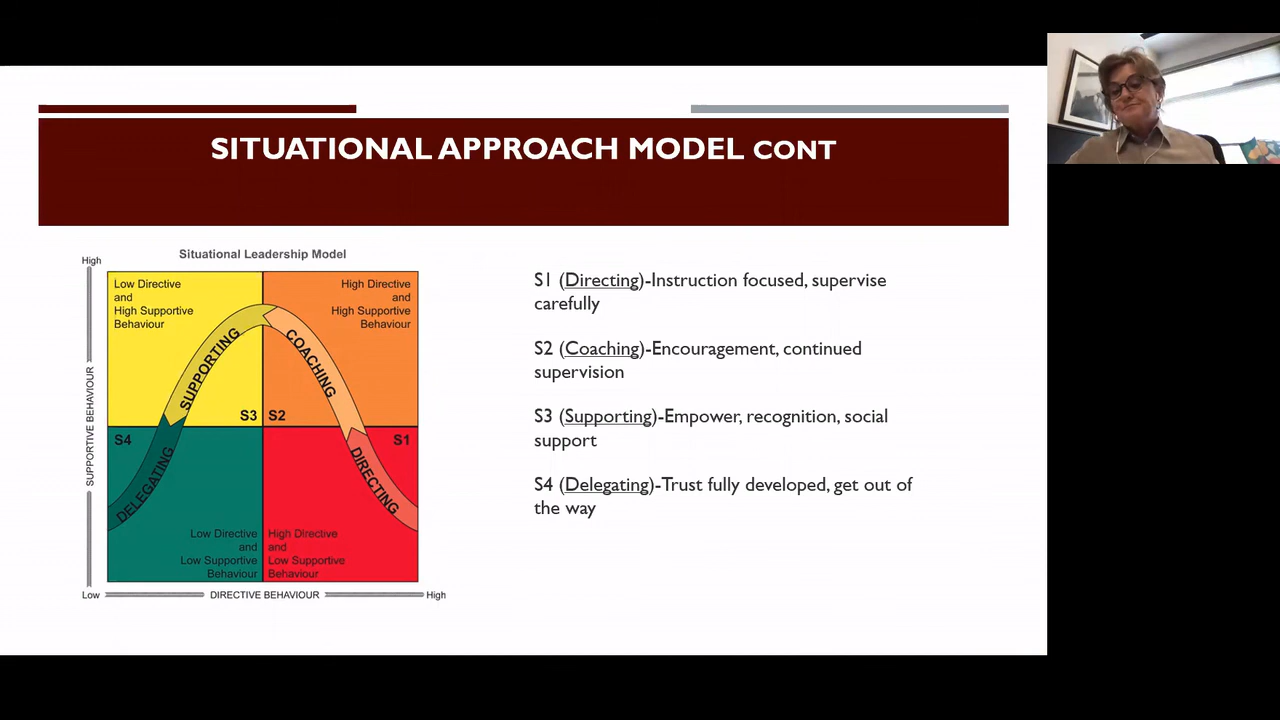 SITUATIONAL APPROACH MODEL CONT
Situational Leadership Model
High
SUPPORTIVE BEHAVIOUR
Low Directive
and
High Supportive
Behaviour
High Directive
and
High Supportive
Behaviour
SUPPORTING
COACHING
S3
S2
S4
S1
DELEGATING
DIRECTING
Low Directive
and
Low Supportive
Behaviour
High Directive
and
Low Supportive
Behaviour
Low
DIRECTIVE BEHAVIOUR
High
S1 (Directing)-Instruction focused, supervise
carefully
S2 (Coaching)-Encouragement, continued
supervision
S3 (Supporting)-Empower, recognition, social
support
S4 (Delegating)-Trust fully developed, get out of
the way